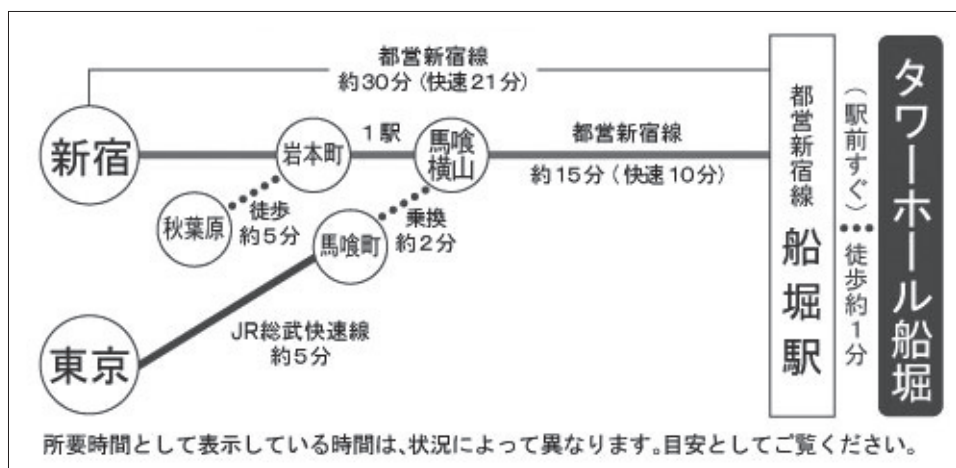 都営新宿線
約30分(快速21分)
新宿
岩本町
1駅
馬喰
横山
都営新宿線
約15分(快速10分)
秋葉原
徒歩
約5分
馬喰町
乗換
約2分
東京
JR総武快速線
約5分
都営新宿線 船堀駅
(駅前すぐ)
徒歩約1分
タワーホール船堀
所要時間として表示している時間は、状況によって異なります。目安としてご覧ください。